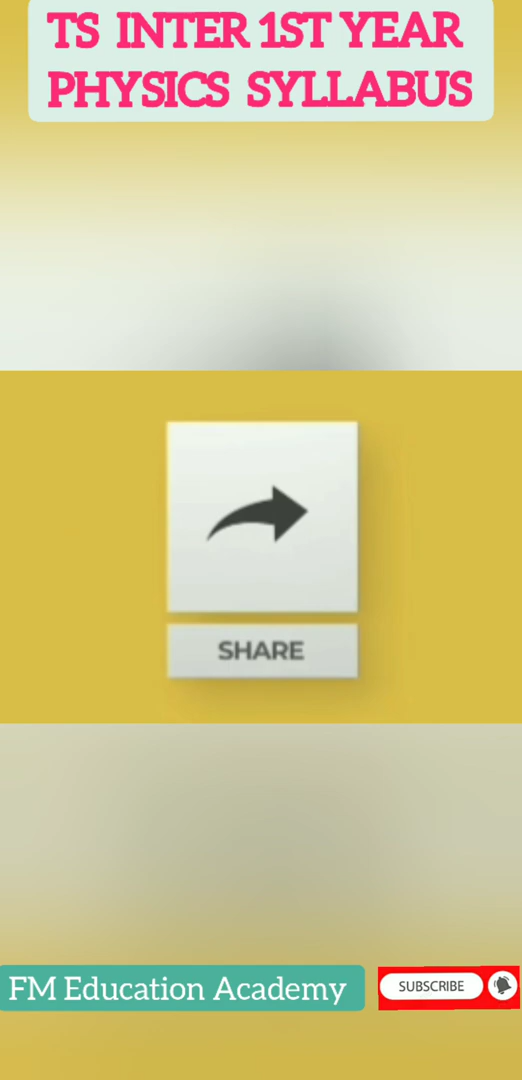 TS INTER 1ST YEAR
PHYSICS SYLLABUS
SHARE
FM Education Academy
SUBSCRIBE